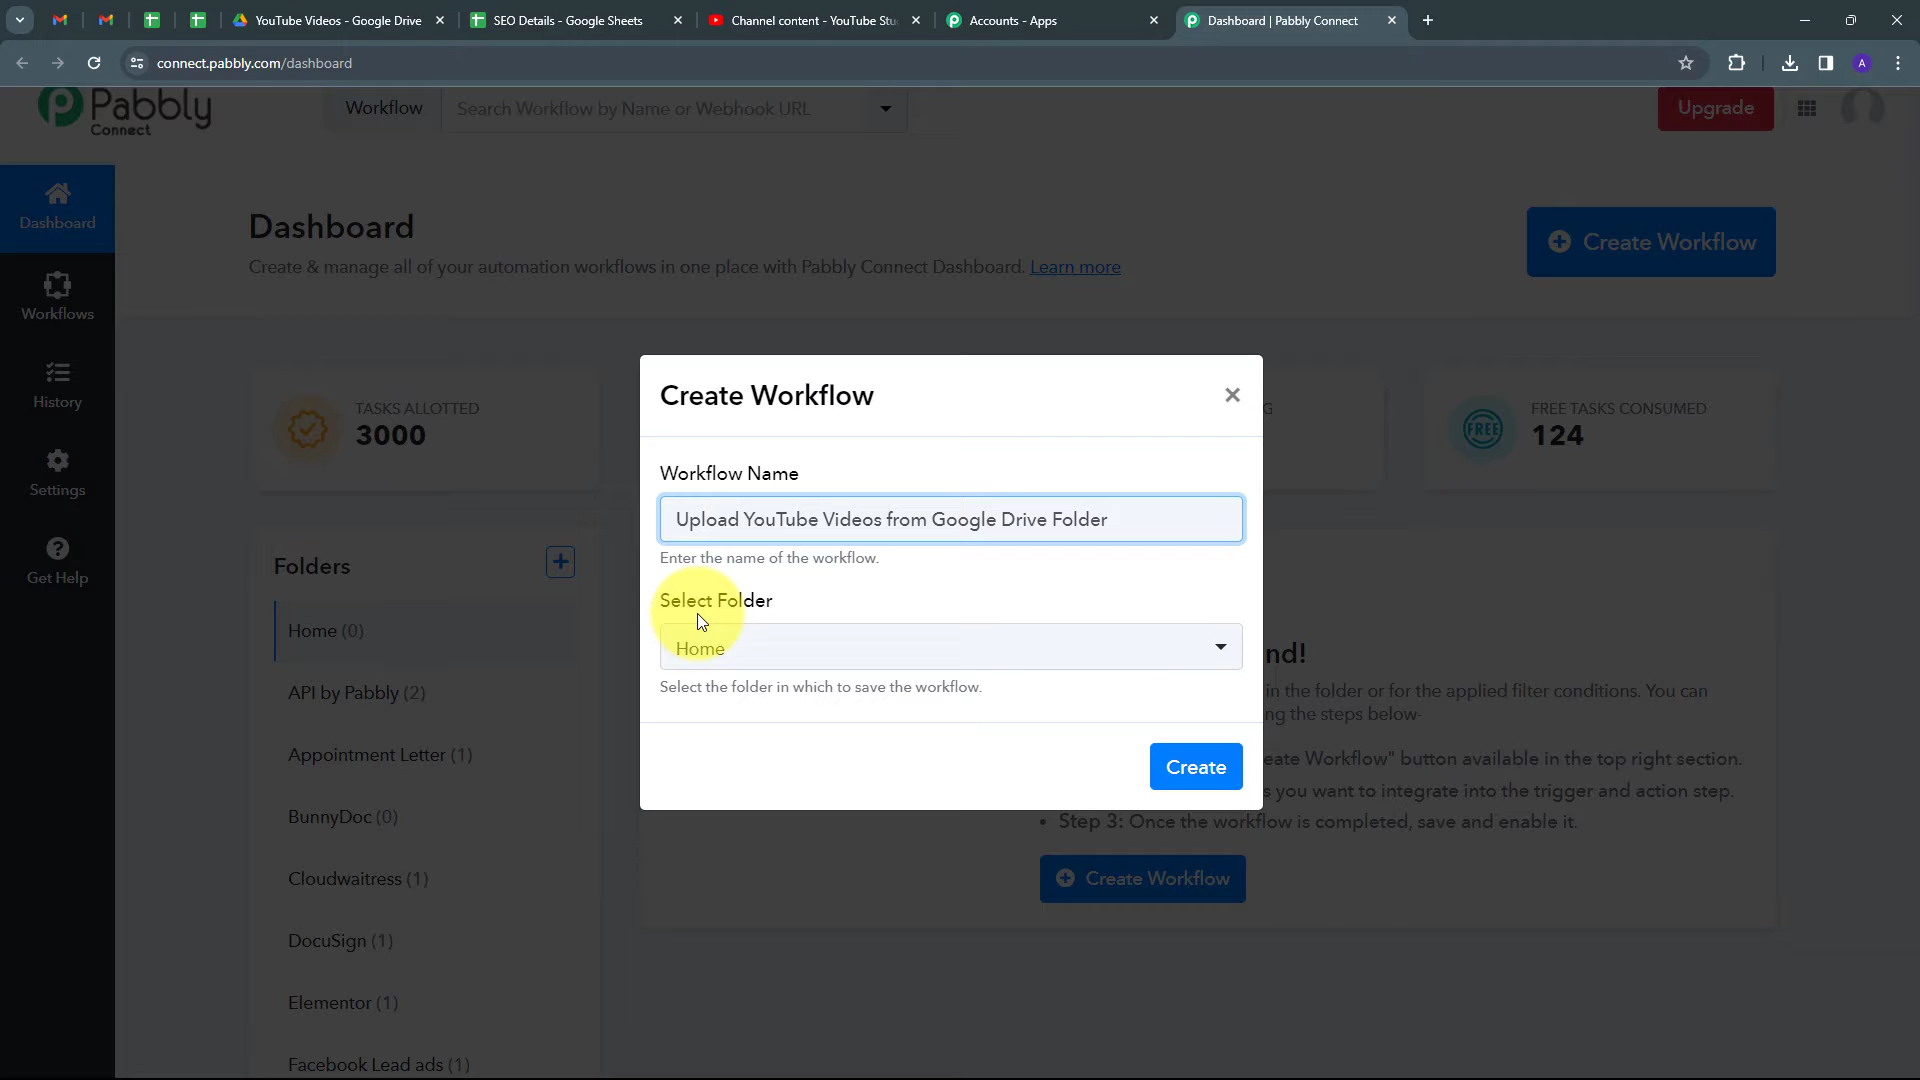 YouTube Videos - Google Drive
SEO Details - Google Sheets
Channel content - YouTube Stu
Accounts - Apps
Dashboard | Pabbly Connect
connect.pabbly.com/dashboard
A
Pabbly
Connect
Workflow
Search Workflow by Name or Webhook URL
Upgrade
Dashboard
Workflows
History
Settings
Get Help
Dashboard
Create & manage all of your automation workflows in one place with Pabbly Connect Dashboard. Learn more
Create Workflow
TASKS ALLOTTED
3000
G
FREE
FREE TASKS CONSUMED
124
Folders
Home (0)
API by Pabbly (2)
Appointment Letter (1)
BunnyDoc (0)
Cloudwaitress (1)
DocuSign (1)
Elementor (1)
Facebook Lead ads (1)
Create Workflow
Workflow Name
Upload YouTube Videos from Google Drive Folder
Enter the name of the workflow.
Select Folder
Home
Select the folder in which to save the workflow.
Create
nd!
in the folder or for the applied filter conditions. You can
ng the steps below-
eate Workflow" button available in the top right section.
s you want to integrate into the trigger and action step.
• Step 3: Once the workflow is completed, save and enable it.
Create Workflow